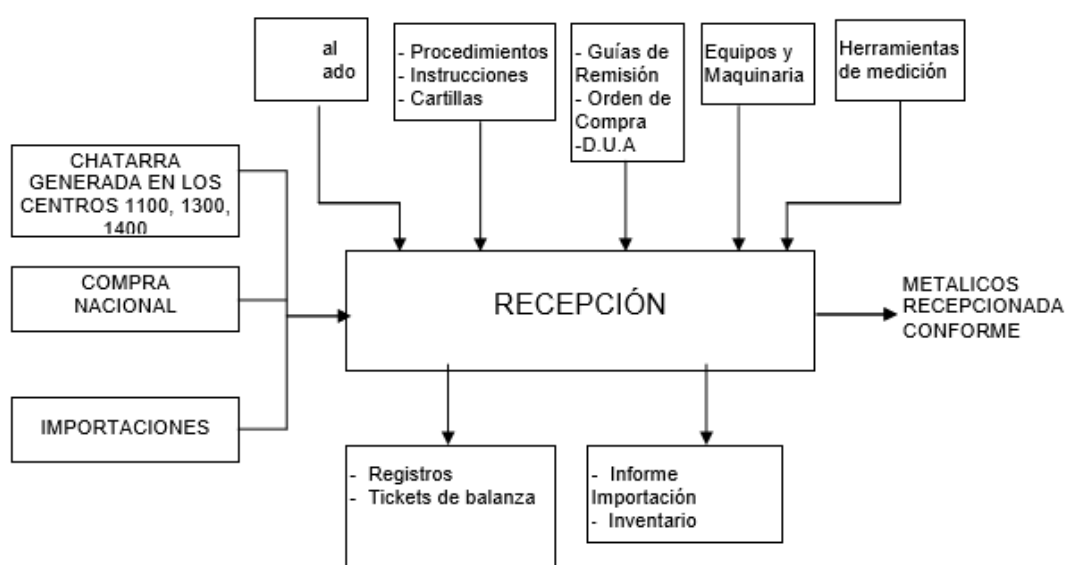 al
ado
- Procedimientos
- Instrucciones
- Cartillas
- Guías de
Remisión
- Orden de
Compra
-D.U.A
Equipos y
Maquinaria
Herramientas
de medición
CHATARRA
GENERADA EN LOS
CENTROS 1100, 1300,
1400
COMPRA
NACIONAL
IMPORTACIONES
RECEPCIÓN
METALICOS
RECEPCIONADA
CONFORME
- Registros
- Tickets de balanza
- Informe
Importación
- Inventario